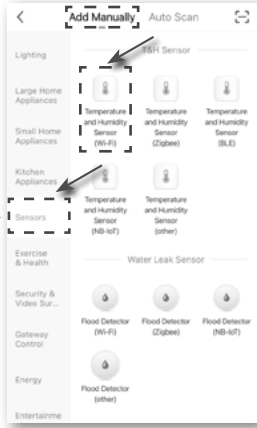 Add Manually Auto Scan
Lighting
Large Home
Appliances
Small Home
Appliances
Kitchen
Appliances
Sensors
Exercise
& Health
Security &
Video Sur...
Gateway
Control
Energy
Entertainme
T&H Sensor
Temperature
and Humidity
Sensor
(Wi-Fi)
Temperature
and Humidity
Sensor
(Zigbee)
Temperature
and Humidity
Sensor
(BLE)
Temperature
and Humidity
Sensor
(NB-IoT)
Temperature
and Humidity
Sensor
(other)
Water Leak Sensor
Flood Detector
(Wi-Fi)
Flood Detector
(Zigbee)
Flood Detector
(NB-IoT)
Flood Detector
(other)